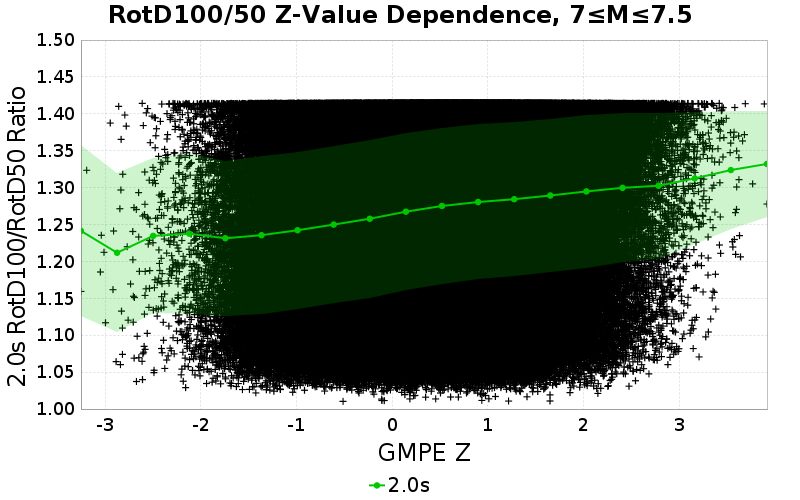 RotD100/50 Z-Value Dependence, 7≤M≤7.5
2.0s RotD100/RotD50 Ratio
1.50
1.45
1.40
1.35
1.30
1.25
1.20
1.15
1.10
1.05
1.00
-3 -2 -1 0 1 2 3
GMPE Z
2.0s